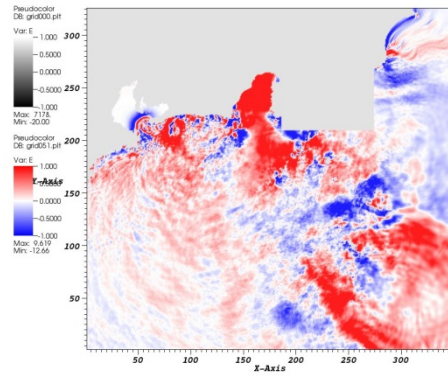 Pseudocolor
DB: grid000.plt
Var: E
1.000
0.5000
0.0000
-0.5000
-1.000
Max: 7178.
Min: -20.00
Pseudocolor
DB: grid051.plt
Var: E
1.000
0.5000
0.0000
-0.5000
-1.000
Max: 9.619
Min: -12.66
Y-Axis
300
250
200
150
100
50
50
100
150
200
250
300
X-Axis